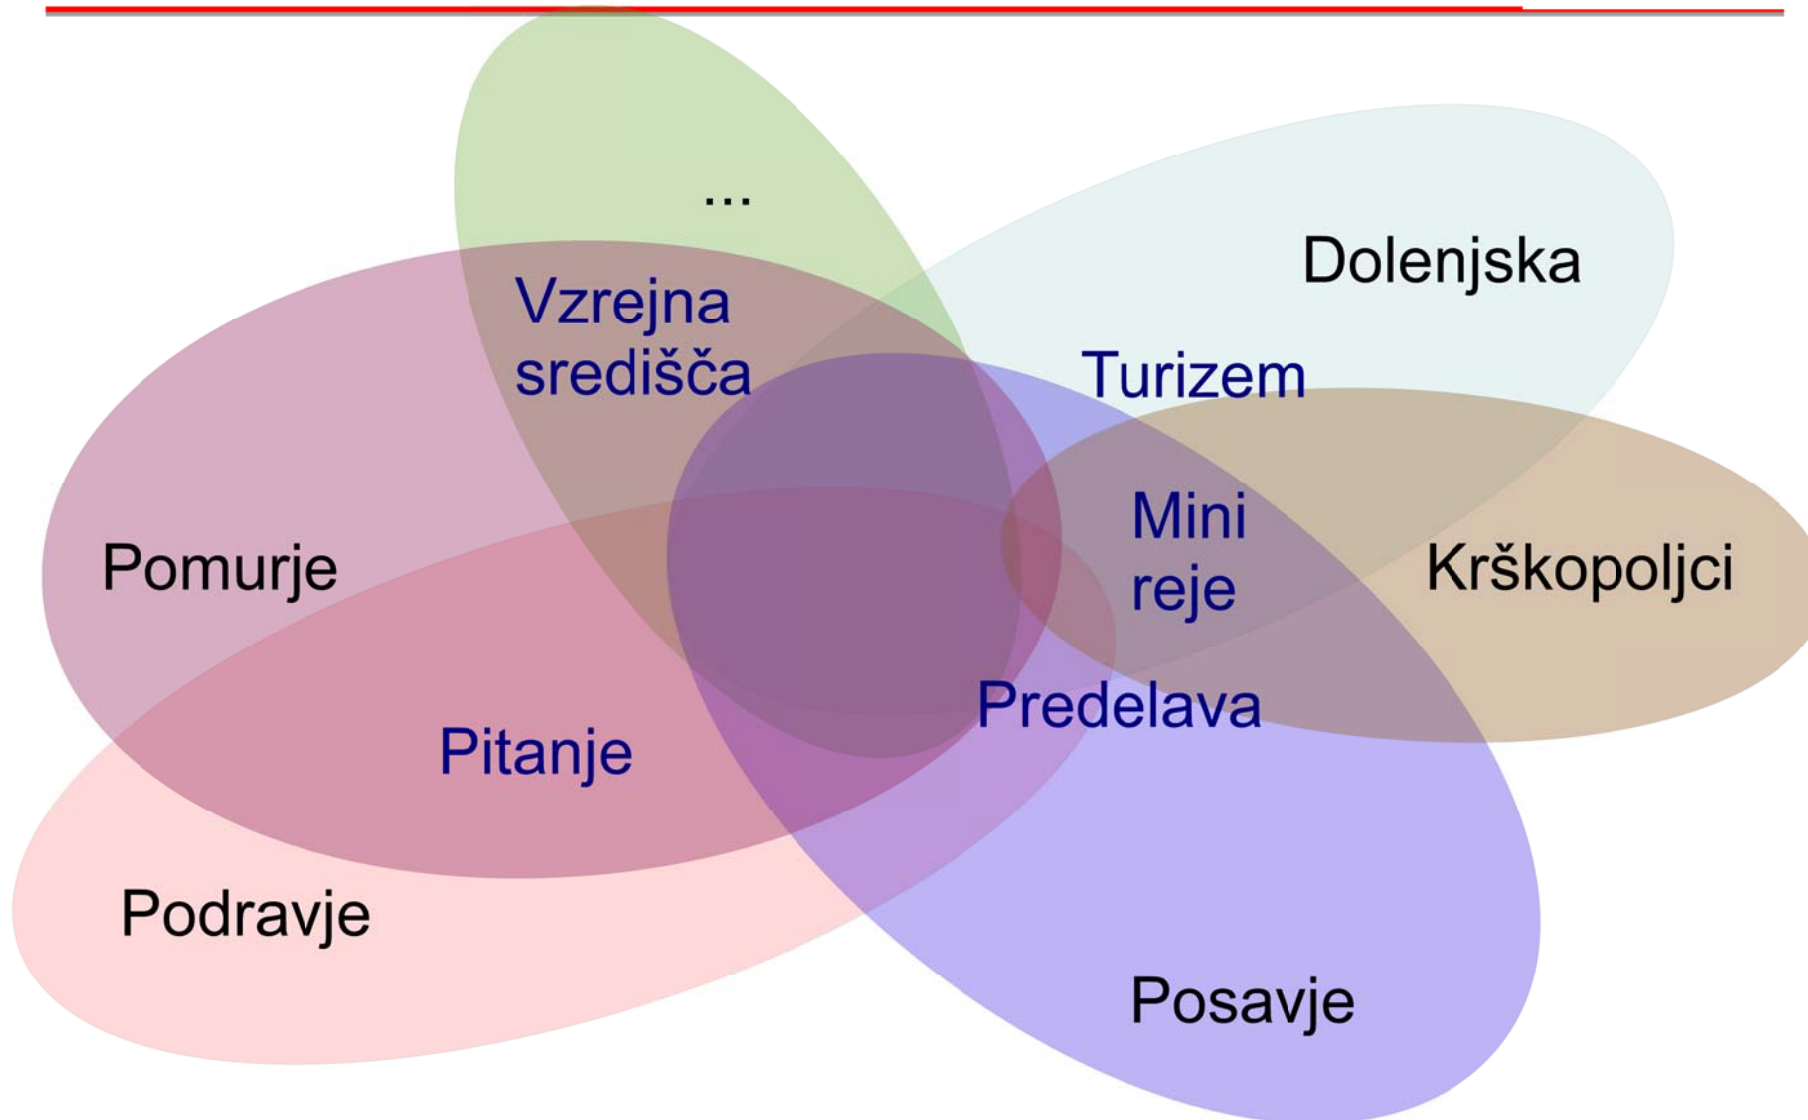 ...
Dolenjska
Vzrejna
središča
Turizem
Mini
reje
Pomurje
Krškopoljci
Predelava
Pitanje
Podravje
Posavje